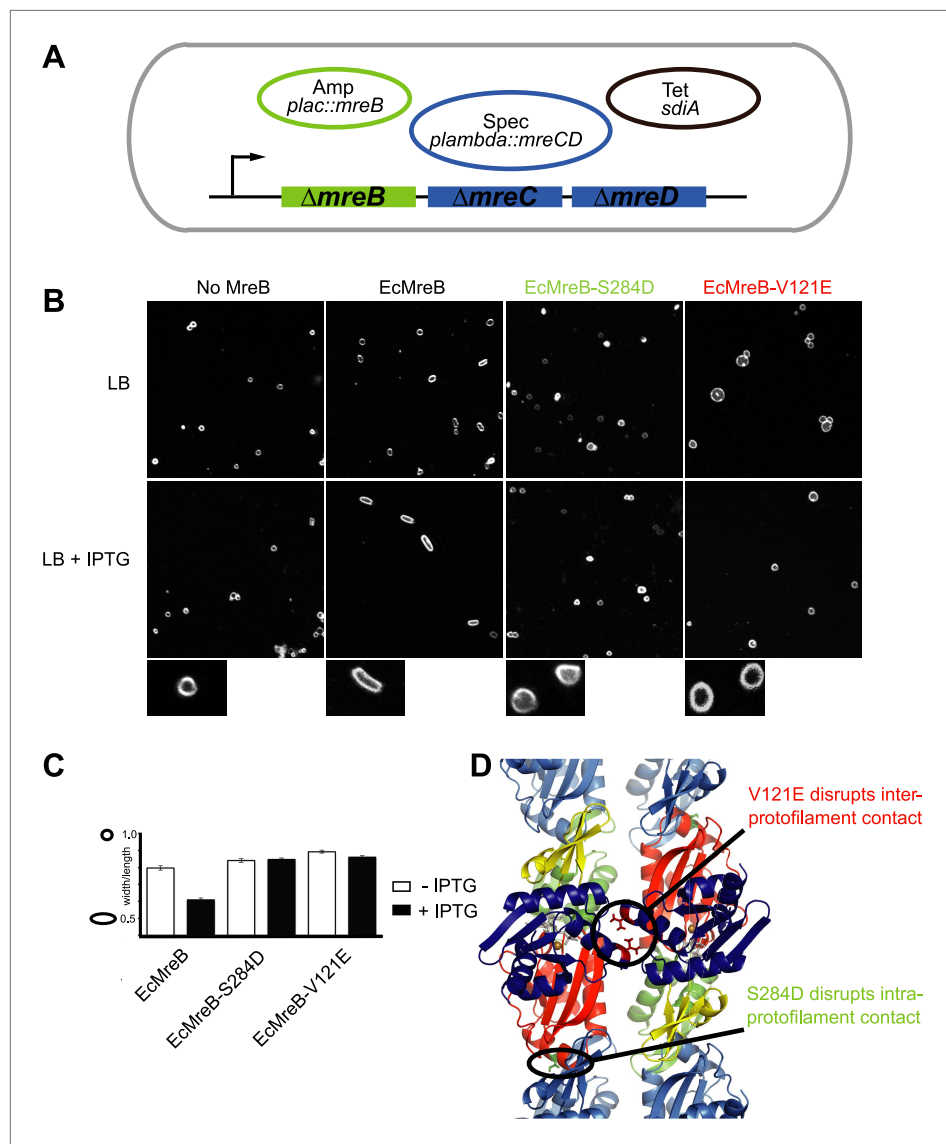 A
Amp
plac::mreB
Spec
plambda::mreCD
Tet
sdiA
ΔmreB
ΔmreC
ΔmreD
B
No MreB
EcMreB
EcMreB-S284D
EcMreB-V121E
LB
LB + IPTG
C
1.0
width/length
0.5
- IPTG
+ IPTG
EcMreB
EcMreB-S284D
EcMreB-V121E
D
V121E disrupts inter-
protofilament contact
S284D disrupts intra-
protofilament contact